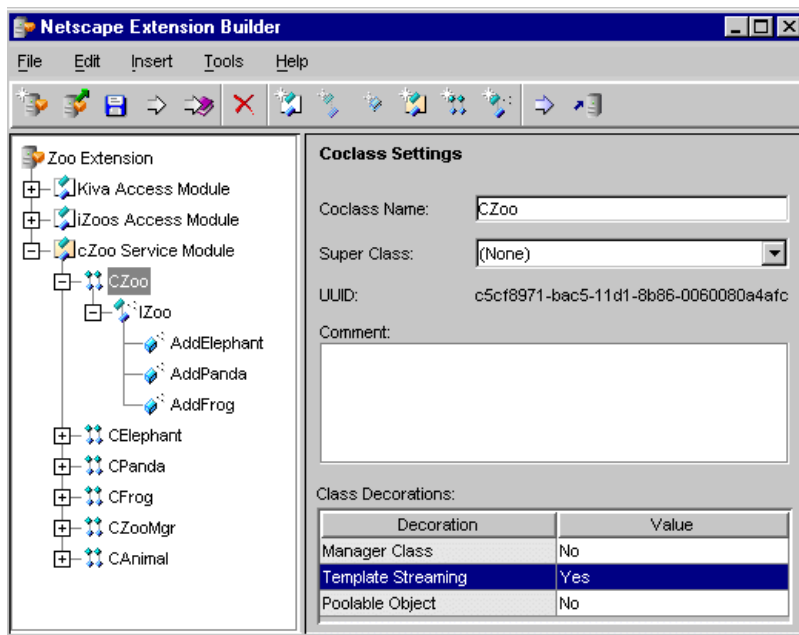 Netscape Extension Builder
File Edit Insert Tools Help
Zoo Extension
Kiva Access Module
iZoos Access Module
cZoo Service Module
CZoo
IZoo
AddElephant
AddPanda
AddFrog
CElephant
CPanda
CFrog
CZooMgr
CAnimal
Coclass Settings
Coclass Name: CZoo
Super Class: (None)
UUID: c5cf8971-bac5-11d1-8b86-0060080a4afc
Comment:
Class Decorations:
Decoration Value
Manager Class No
Template Streaming Yes
Poolable Object No